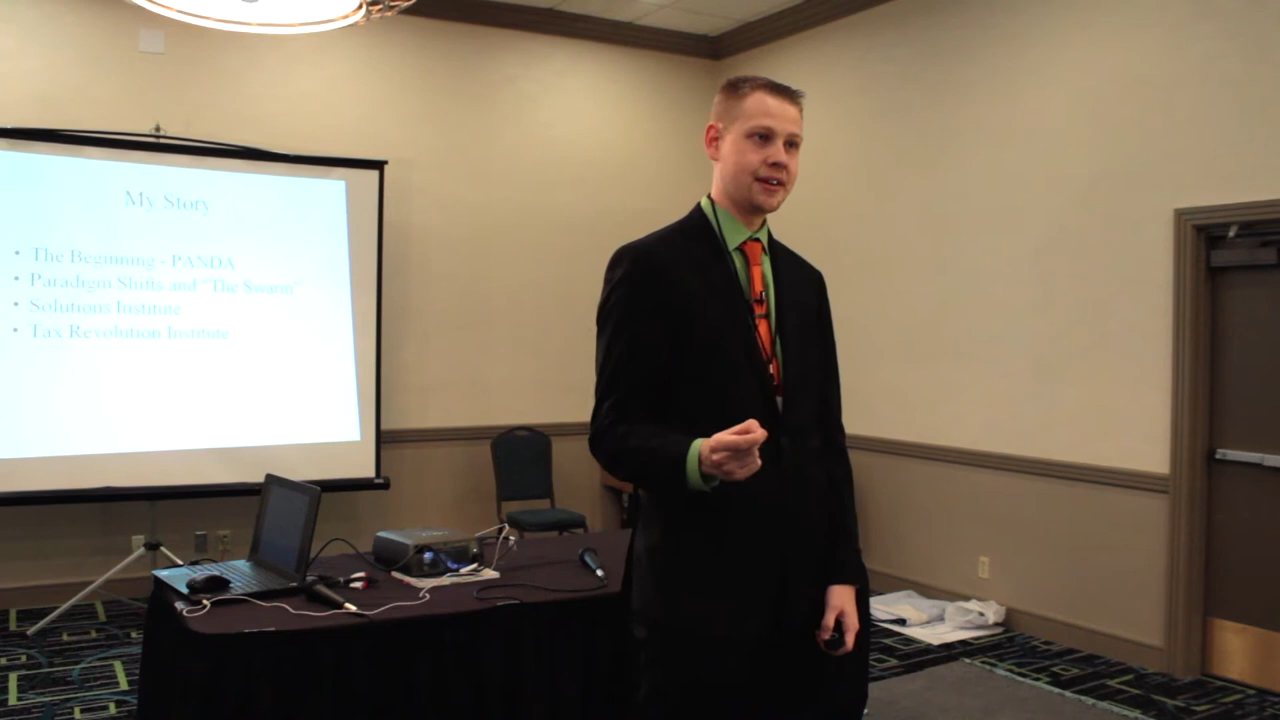 My Story
• The Beginning - PANDA
• Paradigm Shifts and "The Swarm"
• Solutions Institute
• Tax Revolution Institute